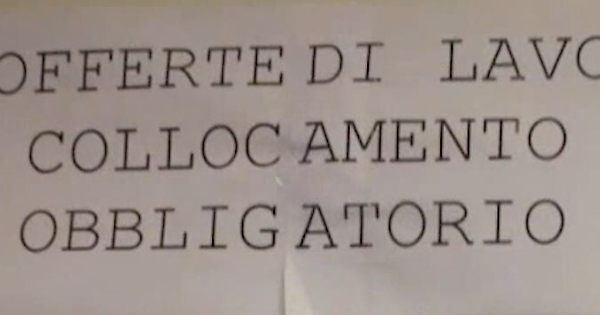 OFFERTE DI LAVO
COLLOCAMENTO
OBBLIGATORIO